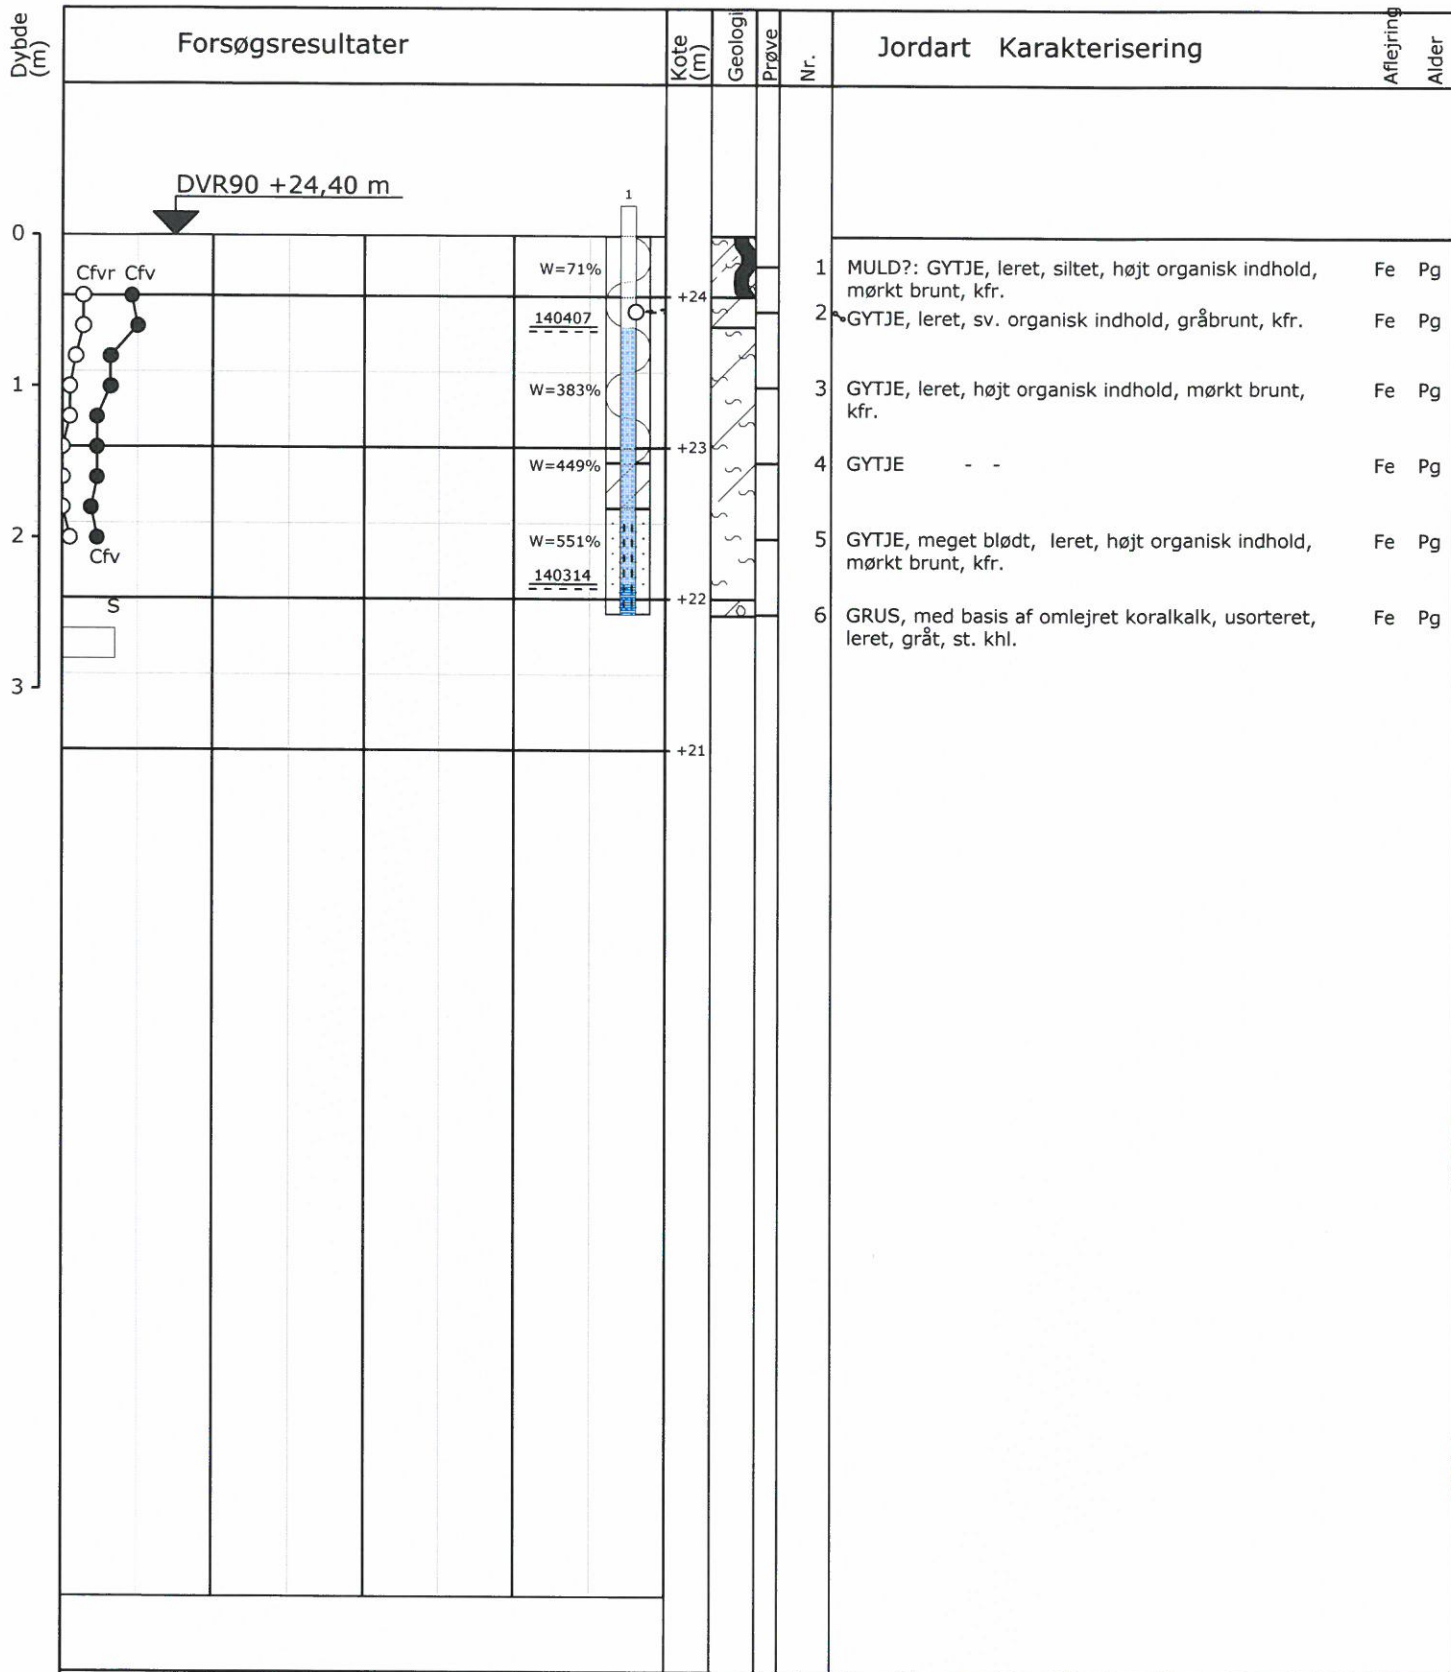 Dybde (m)
Forsøgsresultater
Kote (m)
Geologi
Prøve
Nr.
Jordart Karakterisering
Aflejring
Alder
DVR90 +24,40 m
1
0
Cfvr Cfv
W=71%
1 MULD?: GYTJE, leret, siltet, højt organisk indhold, Fe Pg
mørkt brunt, kfr.
+24
140407
2 GYTJE, leret, sv. organisk indhold, gråbrunt, kfr. Fe Pg
1
W=383%
3 GYTJE, leret, højt organisk indhold, mørkt brunt, Fe Pg
kfr.
+23
W=449%
4 GYTJE - - Fe Pg
2
Cfv
W=551%
5 GYTJE, meget blødt, leret, højt organisk indhold, Fe Pg
mørkt brunt, kfr.
140314
+22
S
6 GRUS, med basis af omlejret koralkalk, usorteret, Fe Pg
leret, gråt, st. khl.
3
+21